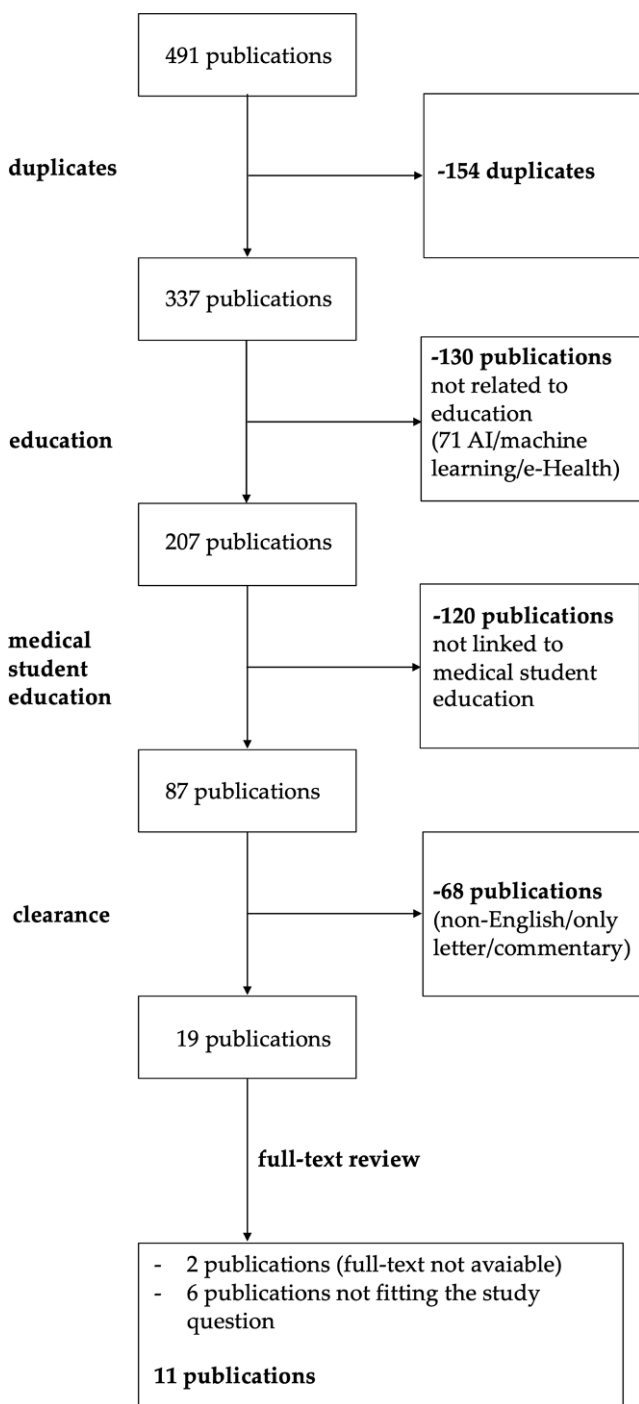 491 publications
duplicates
-154 duplicates
337 publications
-130 publications
not related to
education
(71 AI/machine
learning/e-Health)
education
207 publications
-120 publications
not linked to
medical student
education
medical
student
education
87 publications
-68 publications
(non-English/only
letter/commentary)
clearance
19 publications
full-text review
- 2 publications (full-text not avaiable)
- 6 publications not fitting the study
question
11 publications